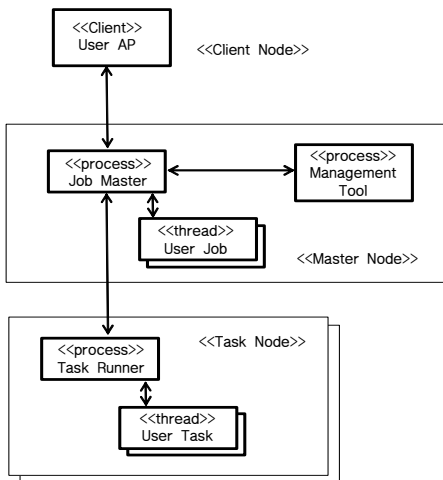 <<Client>>
User AP
<<Client Node>>
<<process>>
Job Master
<<process>>
Management
Tool
<<thread>>
User Job
<<Master Node>>
<<Task Node>>
<<process>>
Task Runner
<<thread>>
User Task